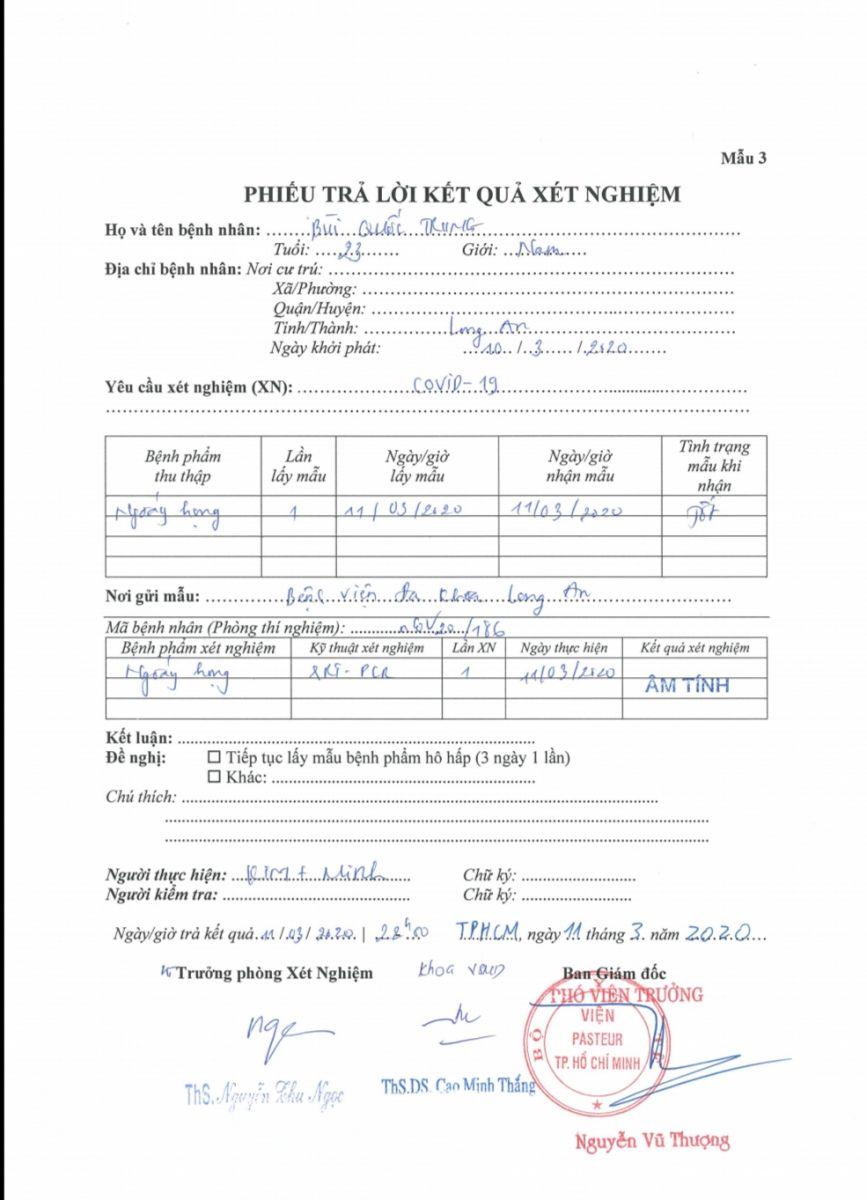 Mẫu 3
PHIẾU TRẢ LỜI KẾT QUẢ XÉT NGHIỆM
Họ và tên bệnh nhân: BÙI QUỐC TRUNG
Tuổi: 23 Giới: Nam
Địa chỉ bệnh nhân: Nơi cư trú:
Xã/Phường:
Quận/Huyện:
Tỉnh/Thành: Long An
Ngày khởi phát: 10 / 3 / 2020
Yêu cầu xét nghiệm (XN): COVID-19
Bệnh phẩm thu thập Lần lấy mẫu Ngày/giờ lấy mẫu Ngày/giờ nhận mẫu Tình trạng mẫu khi nhận
Ngoáy họng 1 11/03/2020 11/03/2020 Tốt
Nơi gửi mẫu: Bệnh viện Đa khoa Long An
Mã bệnh nhân (Phòng thí nghiệm): nCoV20/186
Bệnh phẩm xét nghiệm Kỹ thuật xét nghiệm Lần XN Ngày thực hiện Kết quả xét nghiệm
Ngoáy họng RRT-PCR 1 11/03/2020 ÂM TÍNH
Kết luận:
Đề nghị: ☐ Tiếp tục lấy mẫu bệnh phẩm hô hấp (3 ngày 1 lần)
☐ Khác:
Chú thích:
Người thực hiện: Minh Chữ ký:
Người kiểm tra: Chữ ký:
Ngày/giờ trả kết quả 11/03/2020 | 22h00 TPHCM, ngày 11 tháng 3 năm 2020
Trưởng phòng Xét Nghiệm Khoa Ban Giám đốc
PHÓ VIỆN TRƯỞNG
VIỆN
PASTEUR
TP. HỒ CHÍ MINH
BỘ Y TẾ
ThS. Nguyễn Thu Ngọc ThS.DS. Cao Minh Thắng
Nguyễn Vũ Thượng